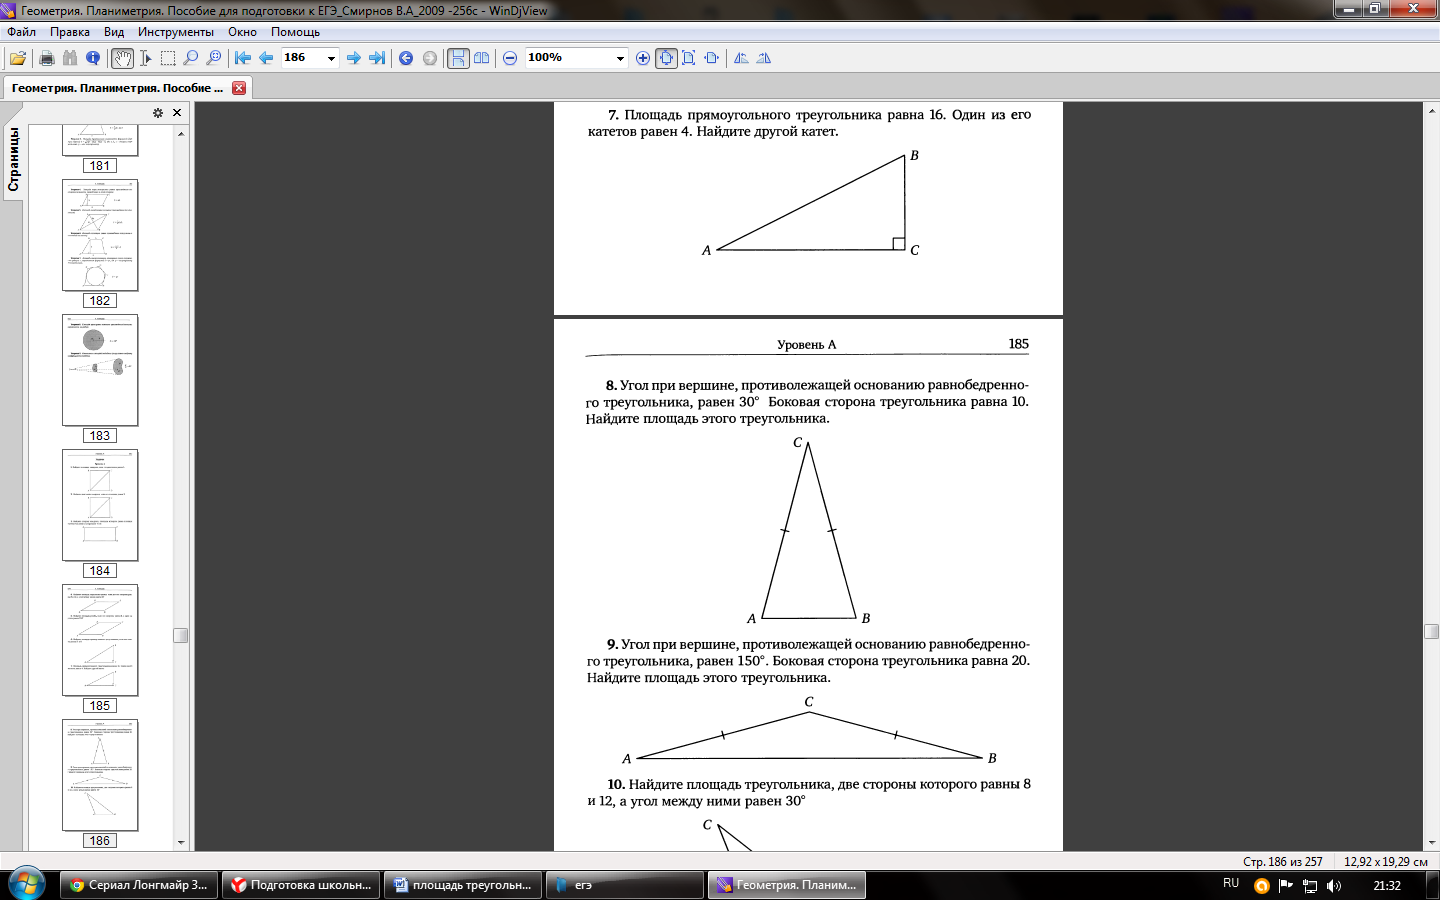 Геометрия. Планиметрия. Пособие для подготовки к ЕГЭ_Смирнов В.А_2009 -256с - WinDjView
Файл Правка Вид Инструменты Окно Помощь
186 100%
Геометрия. Планиметрия. Пособие ...
Страницы
181
182
183
184
185
186
7. Площадь прямоугольного треугольника равна 16. Один из его
катетов равен 4. Найдите другой катет.
B
A C
Уровень А 185
8. Угол при вершине, противолежащей основанию равнобедренно-
го треугольника, равен 30° Боковая сторона треугольника равна 10.
Найдите площадь этого треугольника.
C
A B
9. Угол при вершине, противолежащей основанию равнобедренно-
го треугольника, равен 150°. Боковая сторона треугольника равна 20.
Найдите площадь этого треугольника.
C
A B
10. Найдите площадь треугольника, две стороны которого равны 8
и 12, а угол между ними равен 30°
C
Стр. 186 из 257 12,92 x 19,29 см
Сериал Лонгмайр 3... Подготовка школьн... площадь треугольн... егэ Геометрия. Планим... RU 21:32